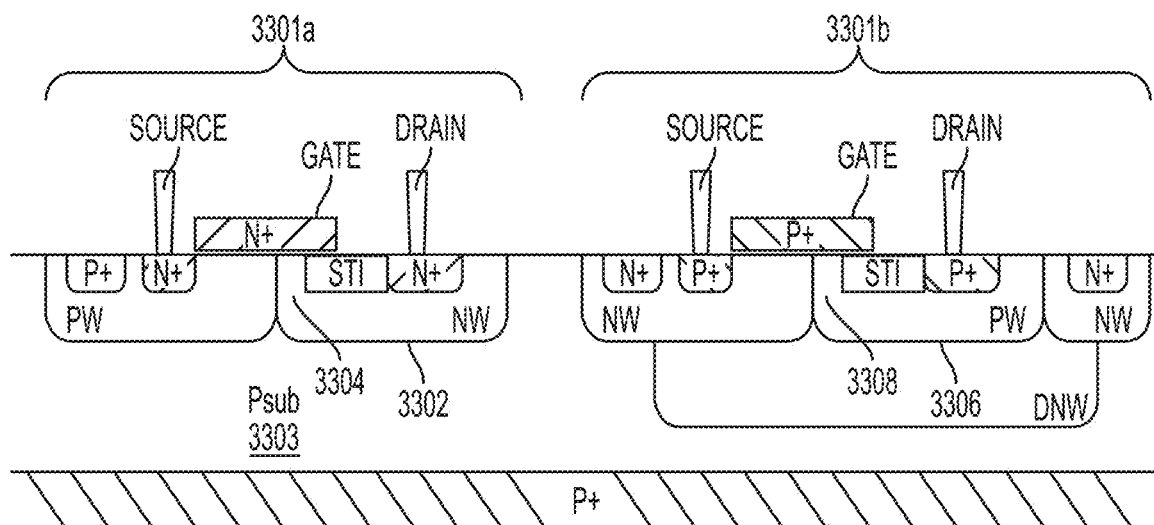 3301a
3301b
SOURCE
GATE
DRAIN
SOURCE
GATE
DRAIN
N+
P+
P+
N+
STI
N+
N+
P+
STI
P+
N+
PW
NW
NW
PW
NW
3304
3302
3308
3306
DNW
Psub
3303
P+